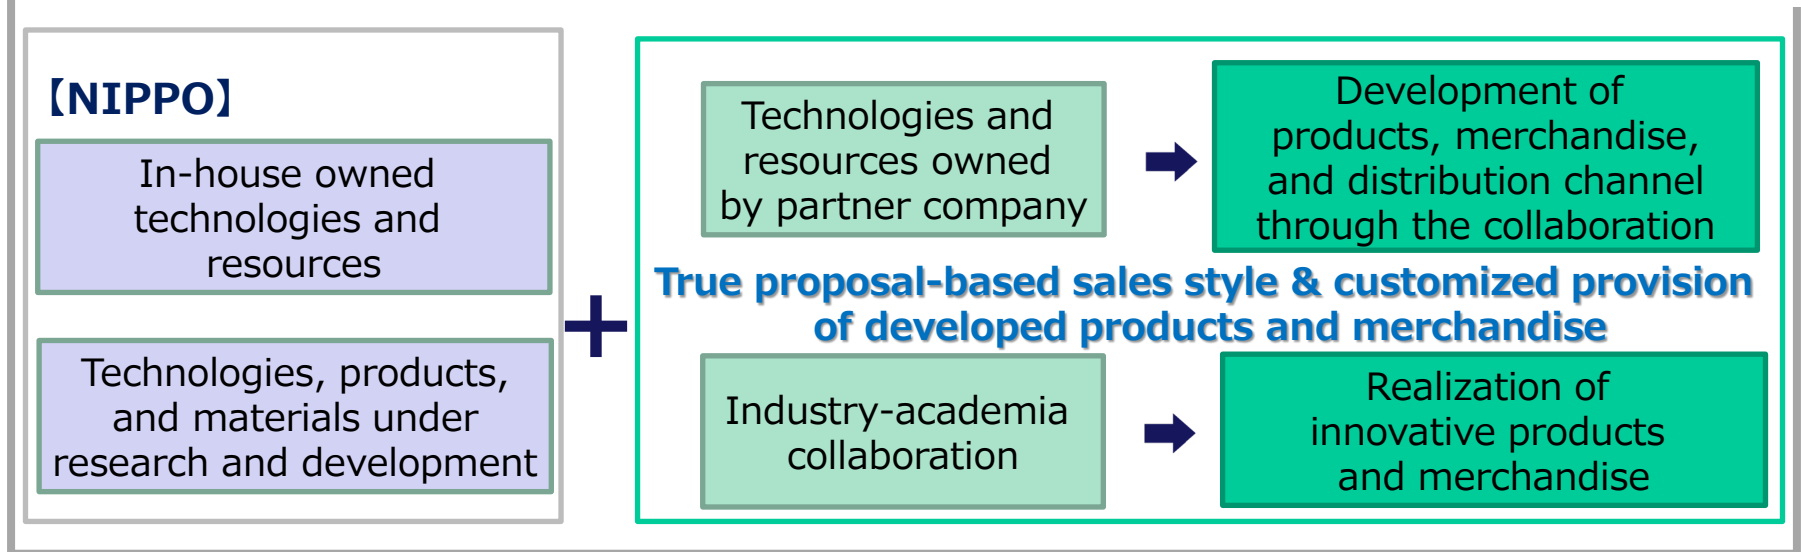 【NIPPO】
In-house owned
technologies and
resources
Technologies, products,
and materials under
research and development
+
Technologies and
resources owned
by partner company
Development of
products, merchandise,
and distribution channel
through the collaboration
True proposal-based sales style & customized provision
of developed products and merchandise
Industry-academia
collaboration
Realization of
innovative products
and merchandise